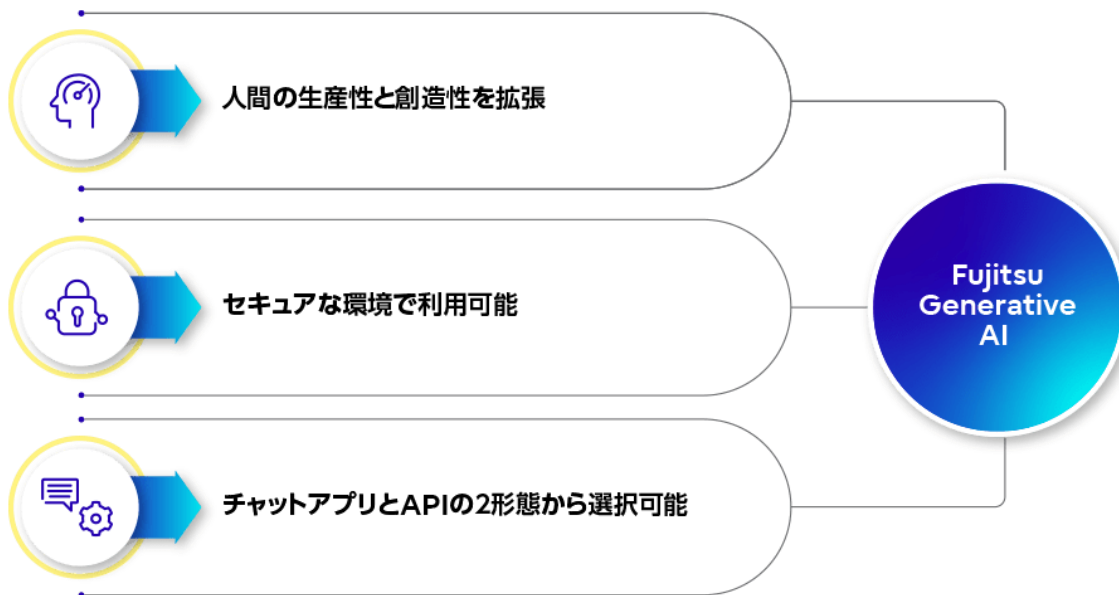 人間の生産性と創造性を拡張
セキュアな環境で利用可能
チャットアプリとAPIの2形態から選択可能
Fujitsu
Generative
AI